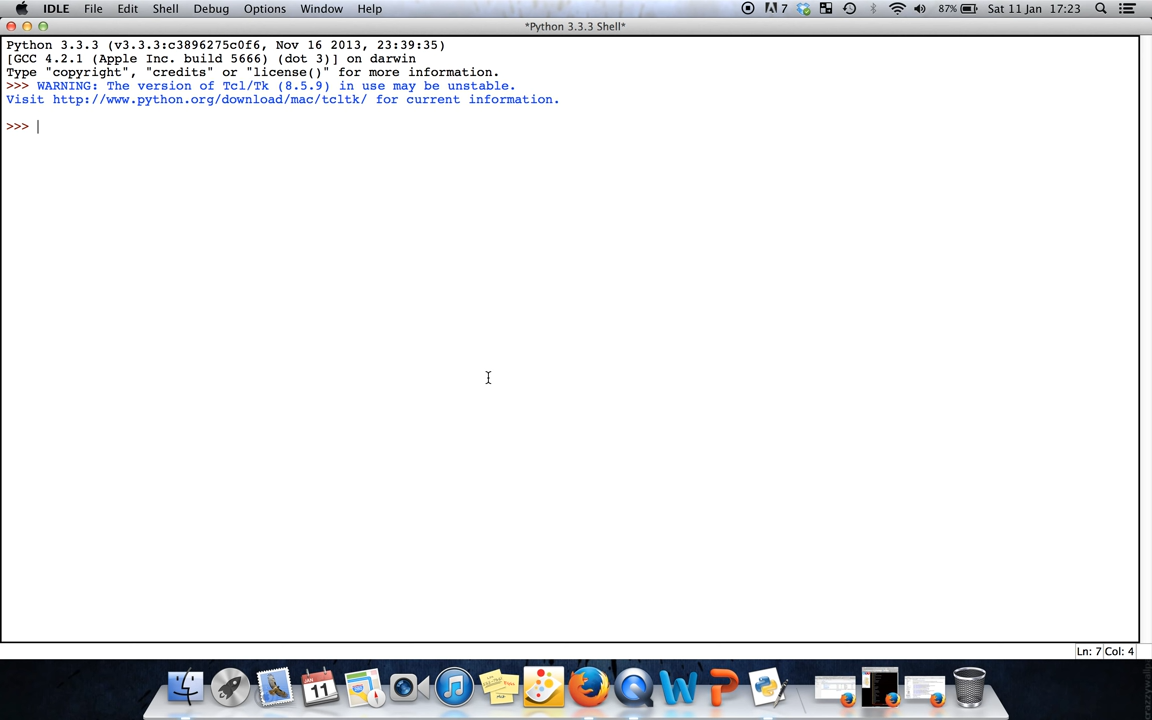 IDLE File Edit Shell Debug Options Window Help 7 87% Sat 11 Jan 17:23
*Python 3.3.3 Shell*
Python 3.3.3 (v3.3.3:c3896275c0f6, Nov 16 2013, 23:39:35)
[GCC 4.2.1 (Apple Inc. build 5666) (dot 3)] on darwin
Type "copyright", "credits" or "license()" for more information.
>>> WARNING: The version of Tcl/Tk (8.5.9) in use may be unstable.
Visit http://www.python.org/download/mac/tcltk/ for current information.
>>>
Ln: 7 Col: 4
JAN
11